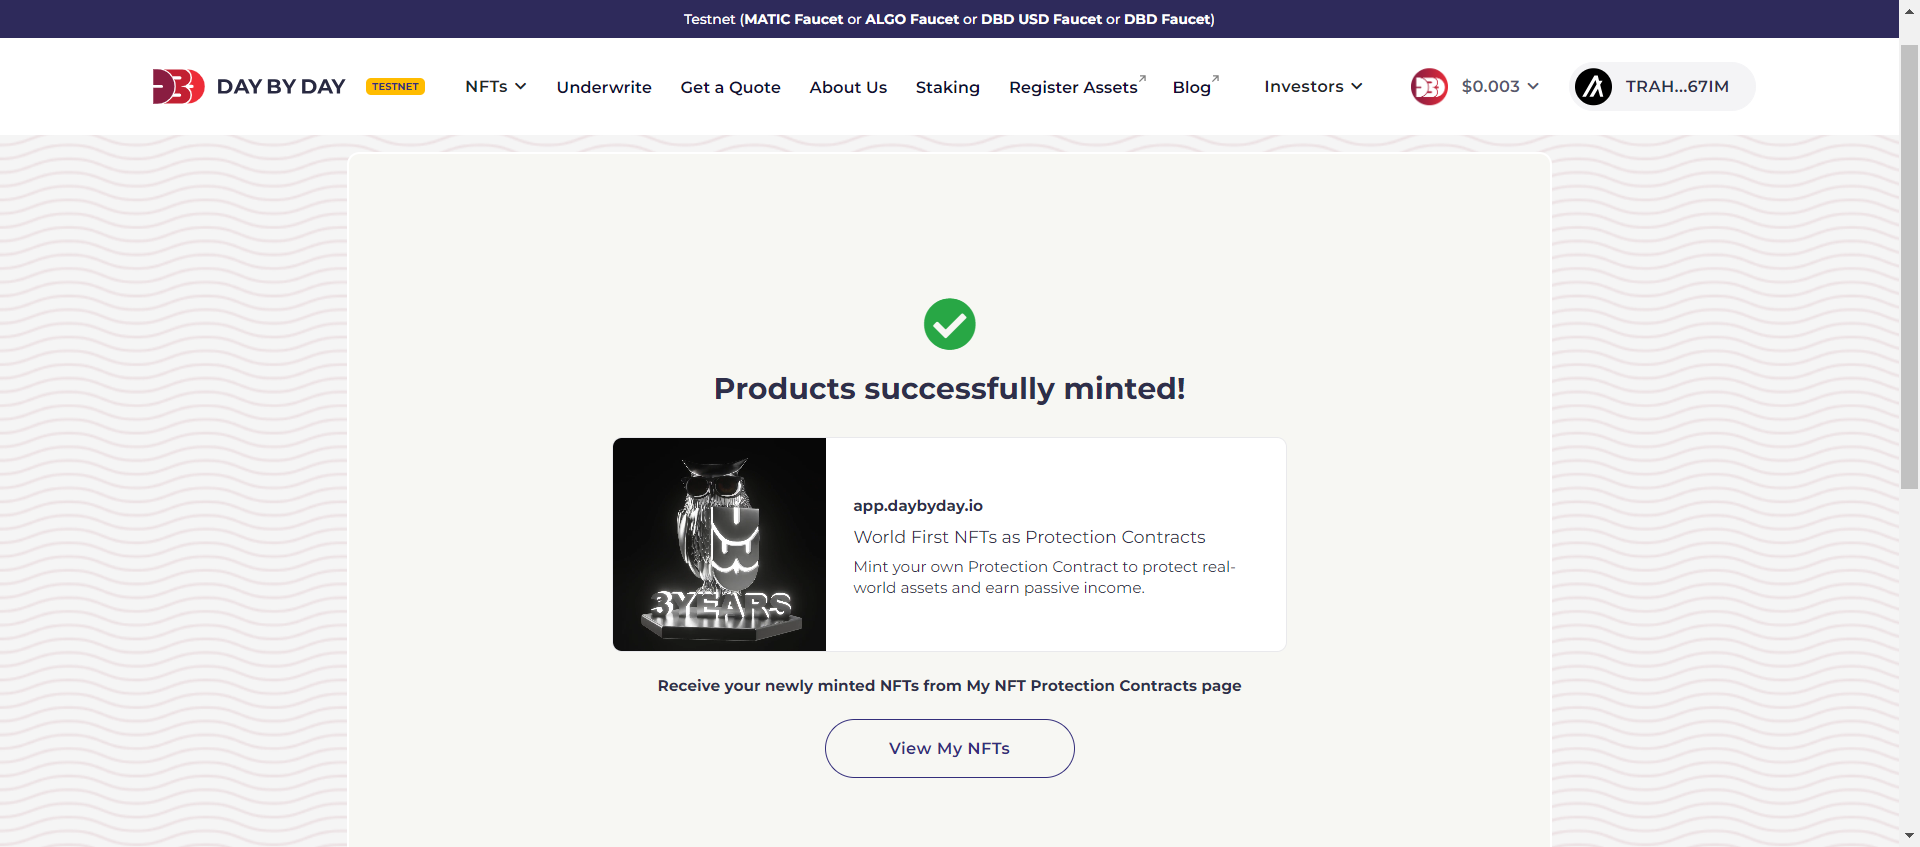 Testnet (MATIC Faucet or ALGO Faucet or DBD USD Faucet or DBD Faucet)
DAY BY DAY TESTNET NFTs Underwrite Get a Quote About Us Staking Register Assets Blog Investors $0.003 TRAH...67IM
Products successfully minted!
3YEARS
app.daybyday.io
World First NFTs as Protection Contracts
Mint your own Protection Contract to protect real-
world assets and earn passive income.
Receive your newly minted NFTs from My NFT Protection Contracts page
View My NFTs